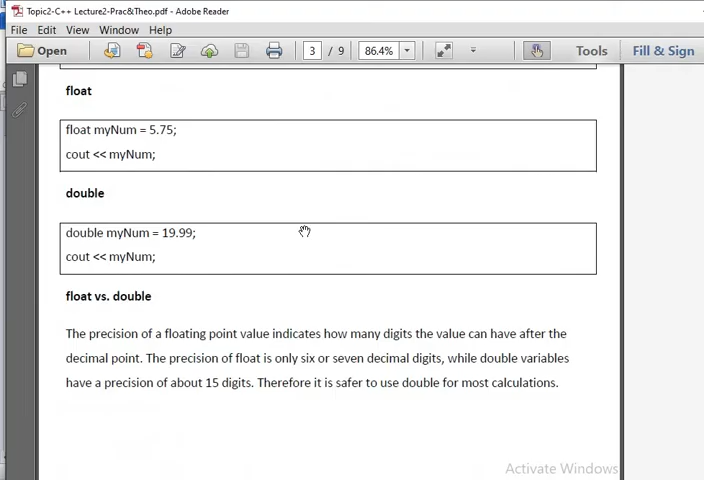 Topic2-C++ Lecture2-Prac&Theo.pdf - Adobe Reader
File Edit View Window Help
Open 3 / 9 86.4% Tools Fill & Sign
float
float myNum = 5.75;
cout << myNum;
double
double myNum = 19.99;
cout << myNum;
float vs. double
The precision of a floating point value indicates how many digits the value can have after the
decimal point. The precision of float is only six or seven decimal digits, while double variables
have a precision of about 15 digits. Therefore it is safer to use double for most calculations.
Activate Windows